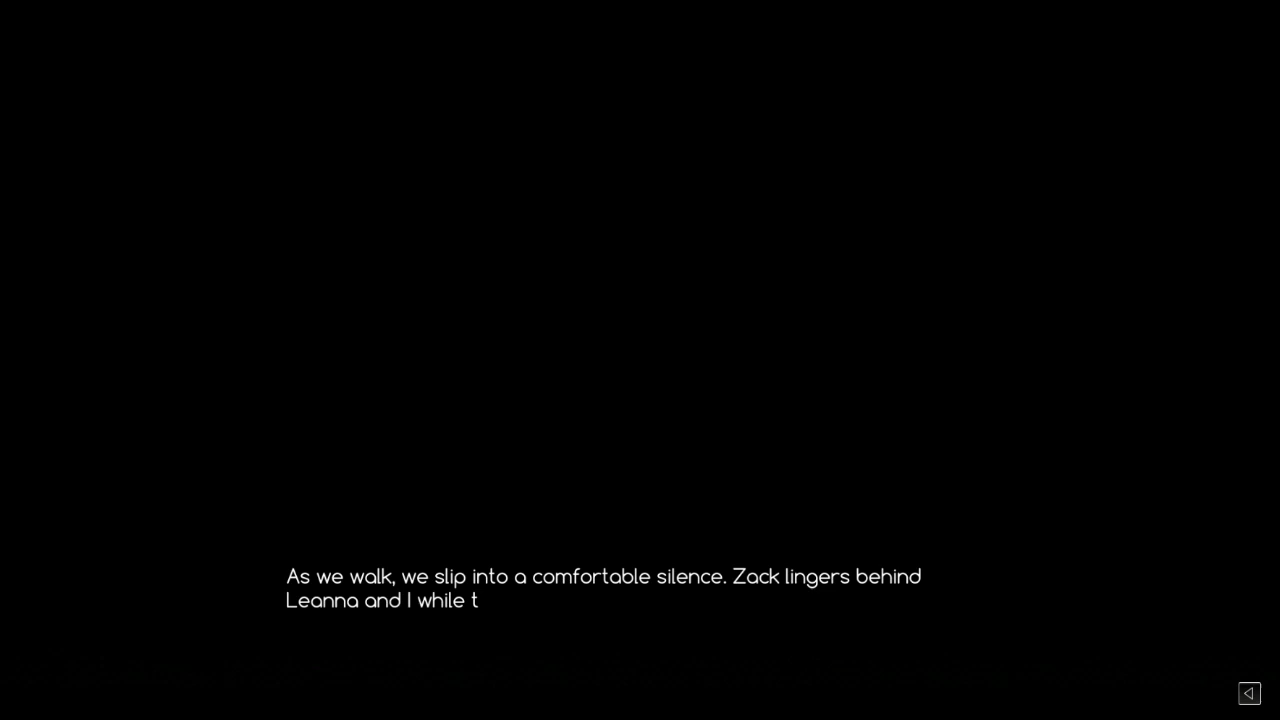 As we walk, we slip into a comfortable silence. Zack lingers behind
Leanna and I while t